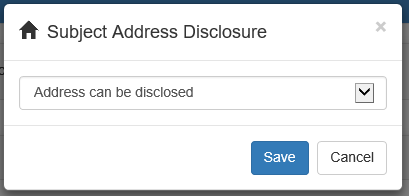 Subject Address Disclosure
×
Address can be disclosed
Save
Cancel